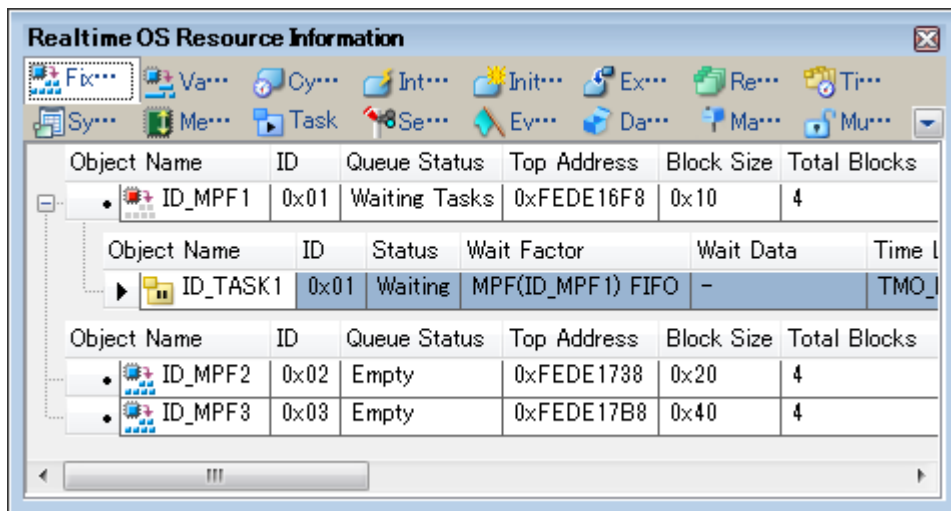 Realtime OS Resource Information
Fix… Va… Cy… Int… Init… Ex… Re… Ti…
Sy… Me… Task Se… Ev… Da… Ma… Mu…
Object Name ID Queue Status Top Address Block Size Total Blocks
ID_MPF1 0x01 Waiting Tasks 0xFEDE16F8 0x10 4
Object Name ID Status Wait Factor Wait Data Time
ID_TASK1 0x01 Waiting MPF(ID_MPF1) FIFO - TMO_
Object Name ID Queue Status Top Address Block Size Total Blocks
ID_MPF2 0x02 Empty 0xFEDE1738 0x20 4
ID_MPF3 0x03 Empty 0xFEDE17B8 0x40 4